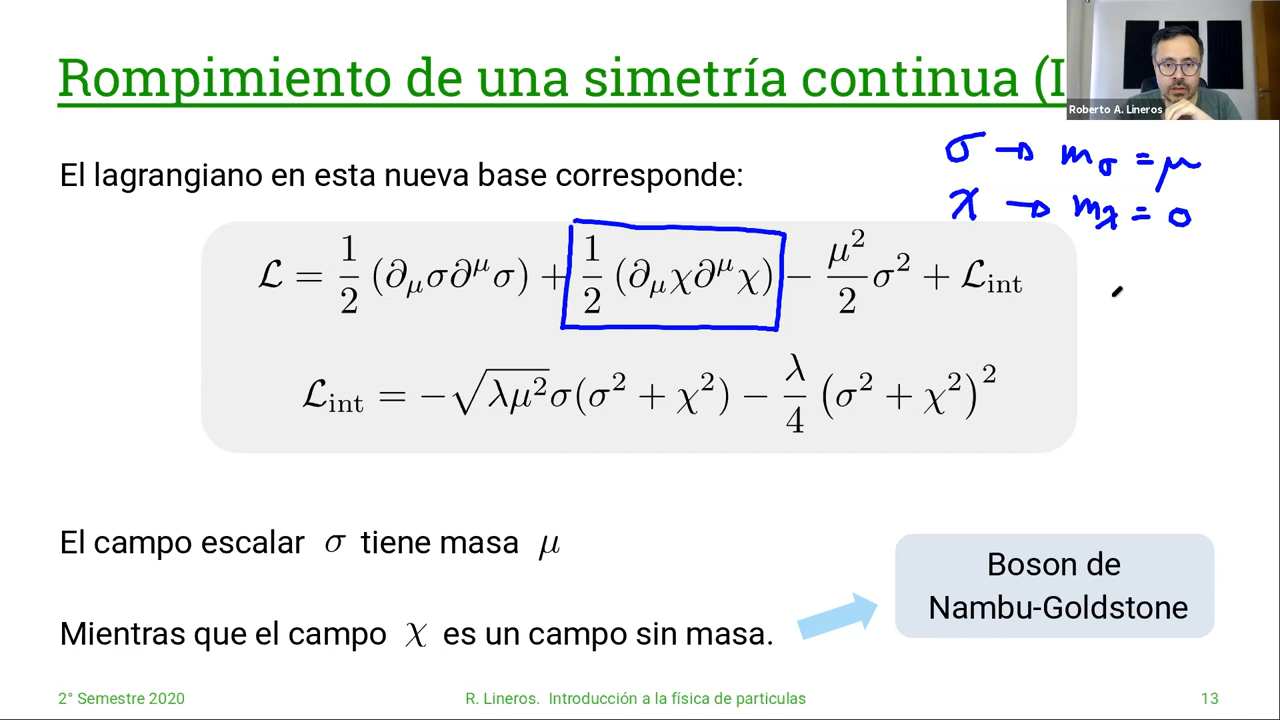 Rompimiento de una simetría continua (I
Roberto A. Lineros
σ → m_σ = μ
χ → m_χ = 0
El lagrangiano en esta nueva base corresponde:
ℒ = 1/2 (∂_μσ∂^μσ) + 1/2 (∂_μχ∂^μχ) − μ²/2 σ² + ℒ_int
ℒ_int = −√(λμ²)σ(σ² + χ²) − λ/4 (σ² + χ²)²
El campo escalar σ tiene masa μ
Boson de
Nambu-Goldstone
Mientras que el campo χ es un campo sin masa.
2° Semestre 2020
R. Lineros. Introducción a la física de particulas
13